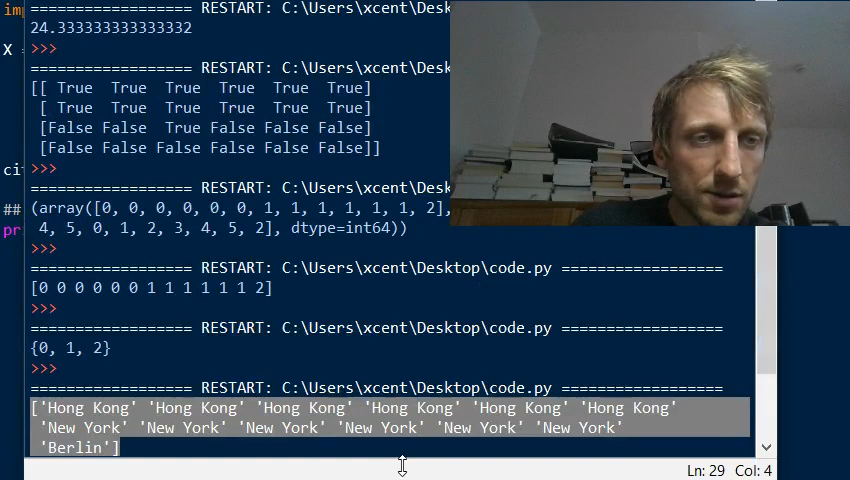 ================== RESTART: C:\Users\xcent\Desk
24.333333333333332
>>>
================== RESTART: C:\Users\xcent\Desk
[[ True  True  True  True  True  True]
 [ True  True  True  True  True  True]
 [False False  True False False False]
 [False False False False False False]]
>>>
================== RESTART: C:\Users\xcent\Desk
(array([0, 0, 0, 0, 0, 0, 1, 1, 1, 1, 1, 1, 2],
 4, 5, 0, 1, 2, 3, 4, 5, 2], dtype=int64))
>>>
================== RESTART: C:\Users\xcent\Desktop\code.py ==================
[0 0 0 0 0 0 1 1 1 1 1 1 2]
>>>
================== RESTART: C:\Users\xcent\Desktop\code.py ==================
{0, 1, 2}
>>>
================== RESTART: C:\Users\xcent\Desktop\code.py ==================
['Hong Kong' 'Hong Kong' 'Hong Kong' 'Hong Kong' 'Hong Kong' 'Hong Kong'
 'New York' 'New York' 'New York' 'New York' 'New York' 'New York'
 'Berlin']
Ln: 29 Col: 4
X =
##